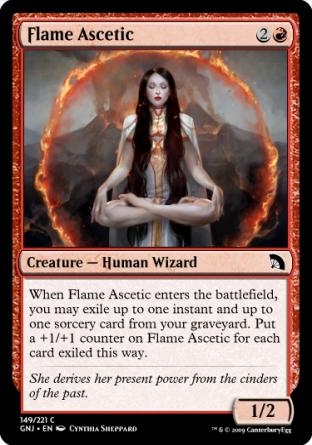 Flame Ascetic 2
Creature — Human Wizard
When Flame Ascetic enters the battlefield,
you may exile up to one instant and up to
one sorcery card from your graveyard. Put
a +1/+1 counter on Flame Ascetic for each
card exiled this way.
She derives her present power from the cinders
of the past.
1/2
149/221 C
GNJ • EN Cynthia Sheppard
™ & © 2019 CanterburyEgg